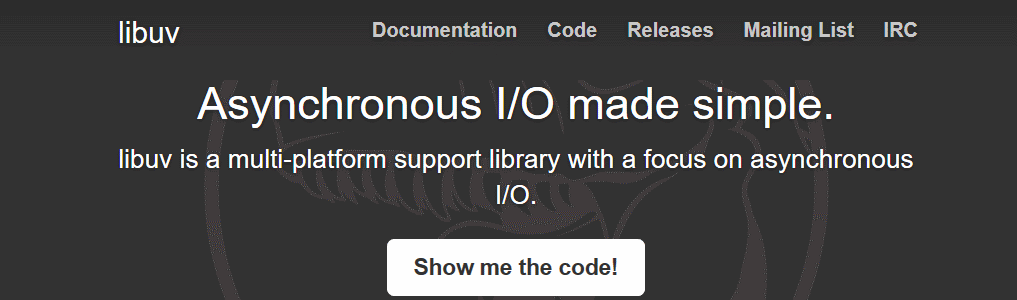 libuv Documentation Code Releases Mailing List IRC
Asynchronous I/O made simple.
libuv is a multi-platform support library with a focus on asynchronous
I/O.
Show me the code!